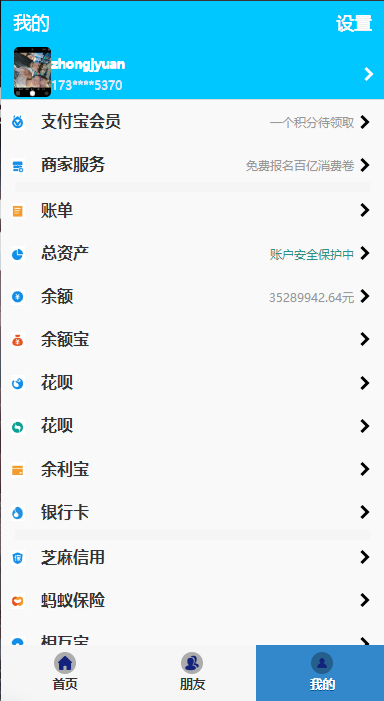 我的 设置
zhongjyuan
173****5370
支付宝会员 一个积分待领取
商家服务 免费报名百亿消费卷
账单
总资产 账户安全保护中
余额 35289942.64元
余额宝
花呗
花呗
余利宝
银行卡
芝麻信用
蚂蚁保险
相互宝
首页 朋友 我的